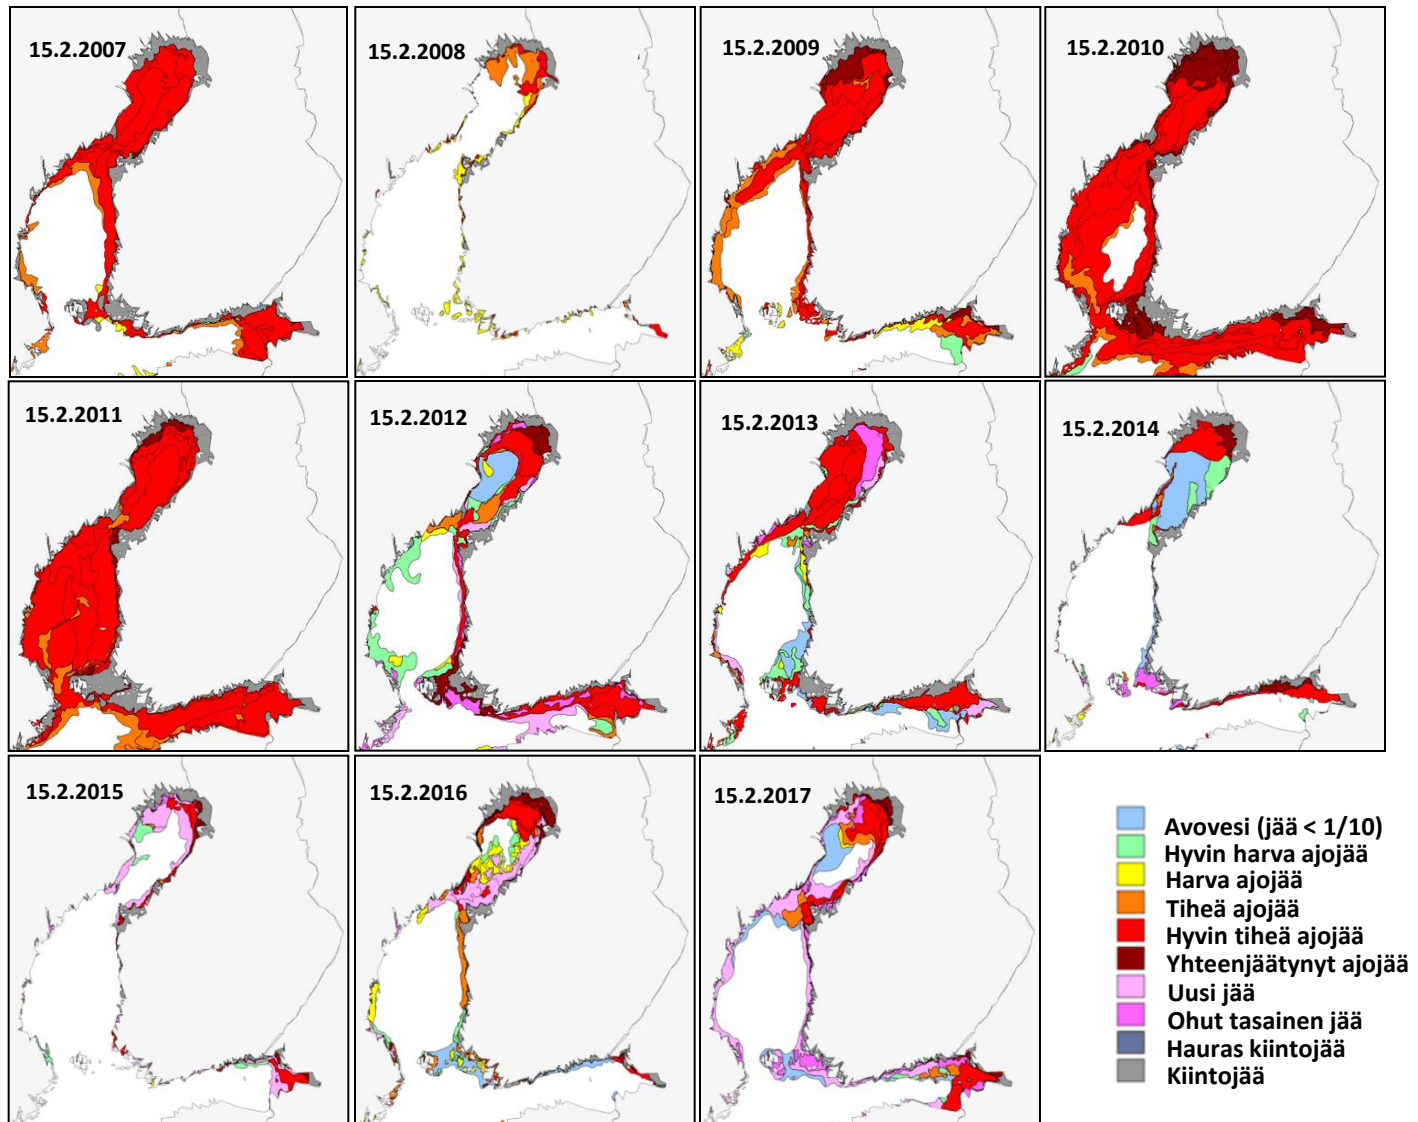 15.2.2007
15.2.2008
15.2.2009
15.2.2010
15.2.2011
15.2.2012
15.2.2013
15.2.2014
15.2.2015
15.2.2016
15.2.2017
Avovesi (jää < 1/10)
Hyvin harva ajojää
Harva ajojää
Tiheä ajojää
Hyvin tiheä ajojää
Yhteenjäätynyt ajojää
Uusi jää
Ohut tasainen jää
Hauras kiintojää
Kiintojää